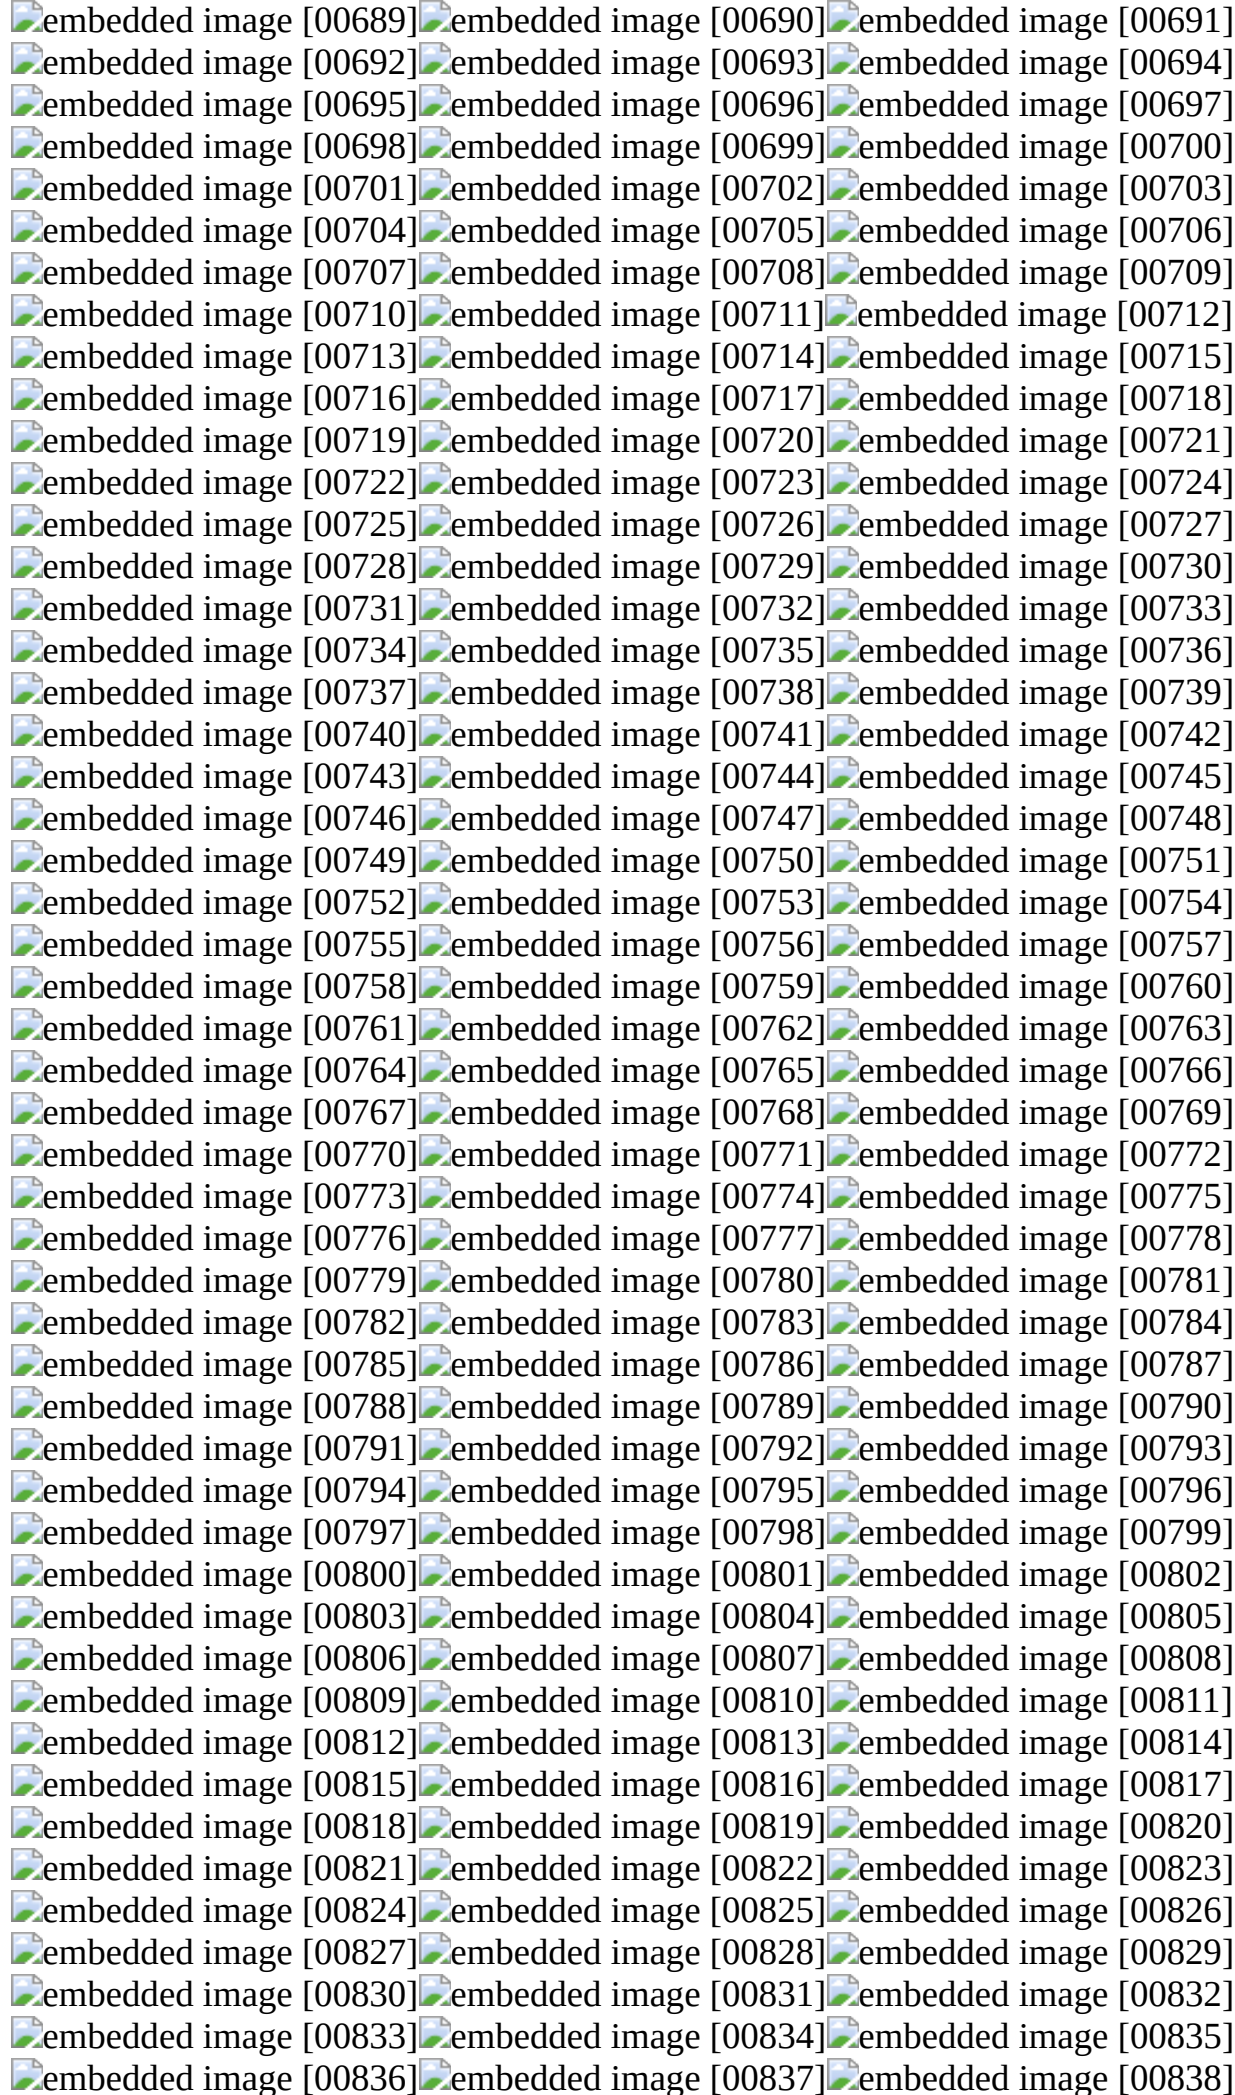 embedded image [00689]embedded image [00690]embedded image [00691]
embedded image [00692]embedded image [00693]embedded image [00694]
embedded image [00695]embedded image [00696]embedded image [00697]
embedded image [00698]embedded image [00699]embedded image [00700]
embedded image [00701]embedded image [00702]embedded image [00703]
embedded image [00704]embedded image [00705]embedded image [00706]
embedded image [00707]embedded image [00708]embedded image [00709]
embedded image [00710]embedded image [00711]embedded image [00712]
embedded image [00713]embedded image [00714]embedded image [00715]
embedded image [00716]embedded image [00717]embedded image [00718]
embedded image [00719]embedded image [00720]embedded image [00721]
embedded image [00722]embedded image [00723]embedded image [00724]
embedded image [00725]embedded image [00726]embedded image [00727]
embedded image [00728]embedded image [00729]embedded image [00730]
embedded image [00731]embedded image [00732]embedded image [00733]
embedded image [00734]embedded image [00735]embedded image [00736]
embedded image [00737]embedded image [00738]embedded image [00739]
embedded image [00740]embedded image [00741]embedded image [00742]
embedded image [00743]embedded image [00744]embedded image [00745]
embedded image [00746]embedded image [00747]embedded image [00748]
embedded image [00749]embedded image [00750]embedded image [00751]
embedded image [00752]embedded image [00753]embedded image [00754]
embedded image [00755]embedded image [00756]embedded image [00757]
embedded image [00758]embedded image [00759]embedded image [00760]
embedded image [00761]embedded image [00762]embedded image [00763]
embedded image [00764]embedded image [00765]embedded image [00766]
embedded image [00767]embedded image [00768]embedded image [00769]
embedded image [00770]embedded image [00771]embedded image [00772]
embedded image [00773]embedded image [00774]embedded image [00775]
embedded image [00776]embedded image [00777]embedded image [00778]
embedded image [00779]embedded image [00780]embedded image [00781]
embedded image [00782]embedded image [00783]embedded image [00784]
embedded image [00785]embedded image [00786]embedded image [00787]
embedded image [00788]embedded image [00789]embedded image [00790]
embedded image [00791]embedded image [00792]embedded image [00793]
embedded image [00794]embedded image [00795]embedded image [00796]
embedded image [00797]embedded image [00798]embedded image [00799]
embedded image [00800]embedded image [00801]embedded image [00802]
embedded image [00803]embedded image [00804]embedded image [00805]
embedded image [00806]embedded image [00807]embedded image [00808]
embedded image [00809]embedded image [00810]embedded image [00811]
embedded image [00812]embedded image [00813]embedded image [00814]
embedded image [00815]embedded image [00816]embedded image [00817]
embedded image [00818]embedded image [00819]embedded image [00820]
embedded image [00821]embedded image [00822]embedded image [00823]
embedded image [00824]embedded image [00825]embedded image [00826]
embedded image [00827]embedded image [00828]embedded image [00829]
embedded image [00830]embedded image [00831]embedded image [00832]
embedded image [00833]embedded image [00834]embedded image [00835]
embedded image [00836]embedded image [00837]embedded image [00838]